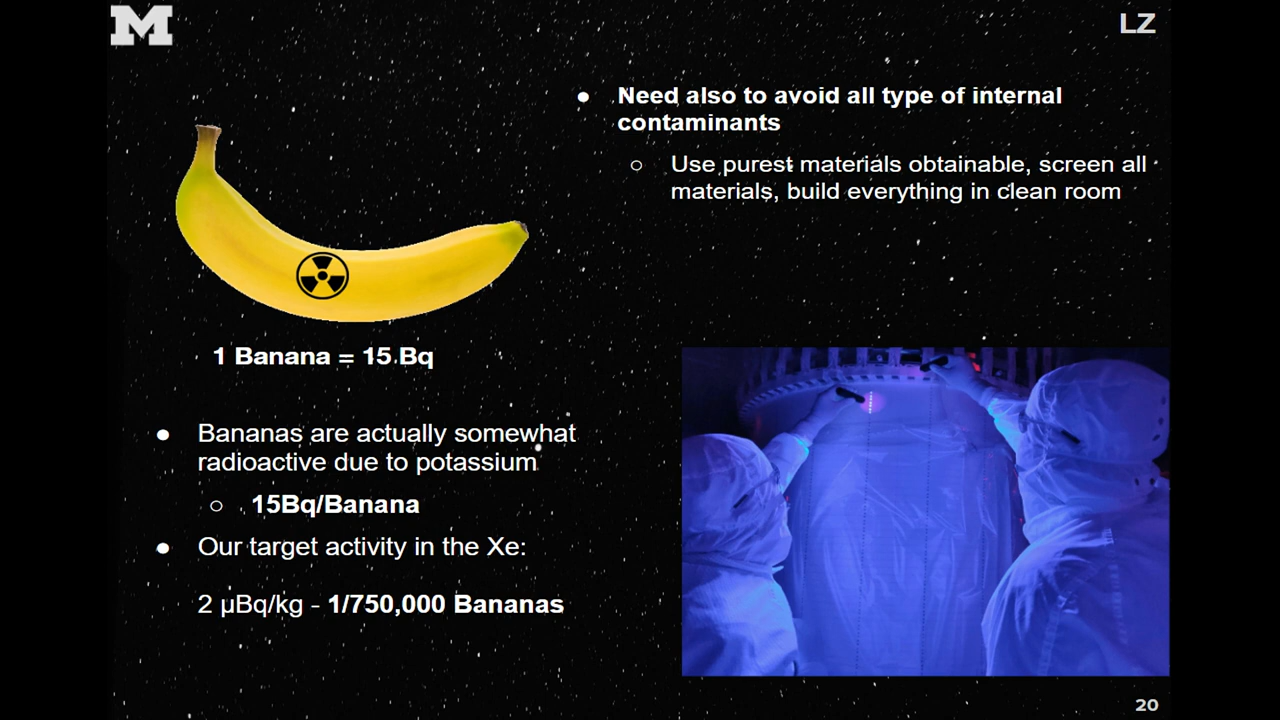 M
LZ
● Need also to avoid all type of internal
contaminants
○ Use purest materials obtainable, screen all
materials, build everything in clean room
1 Banana = 15 Bq
● Bananas are actually somewhat
radioactive due to potassium
○ 15Bq/Banana
● Our target activity in the Xe:
2 µBq/kg - 1/750,000 Bananas
20